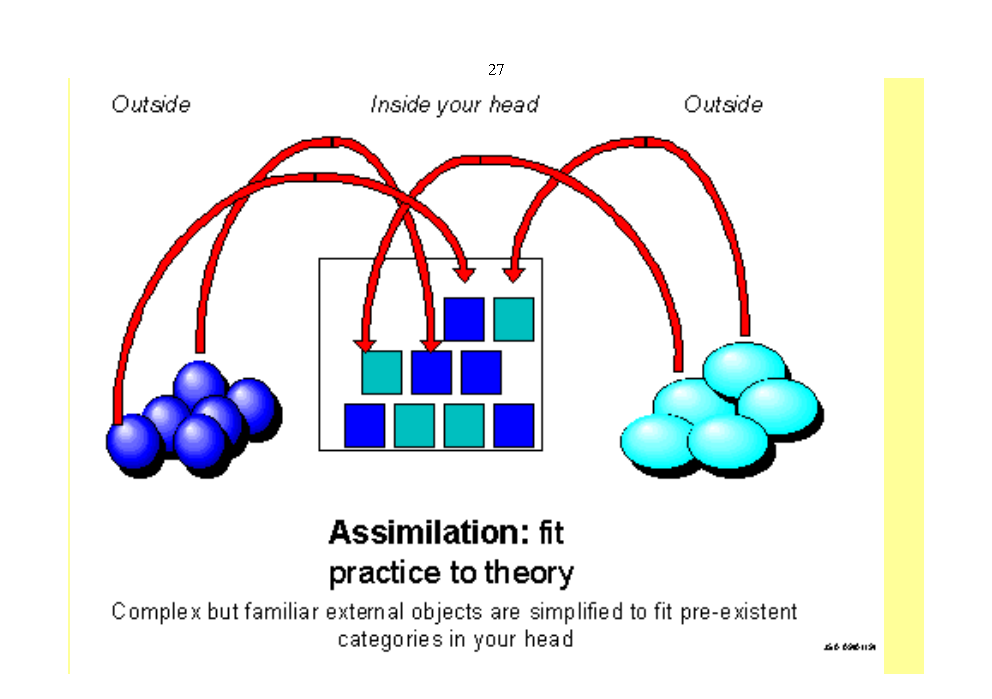 27
Outside Inside your head Outside
Assimilation: fit
practice to theory
Complex but familiar external objects are simplified to fit pre-existent
categories in your head